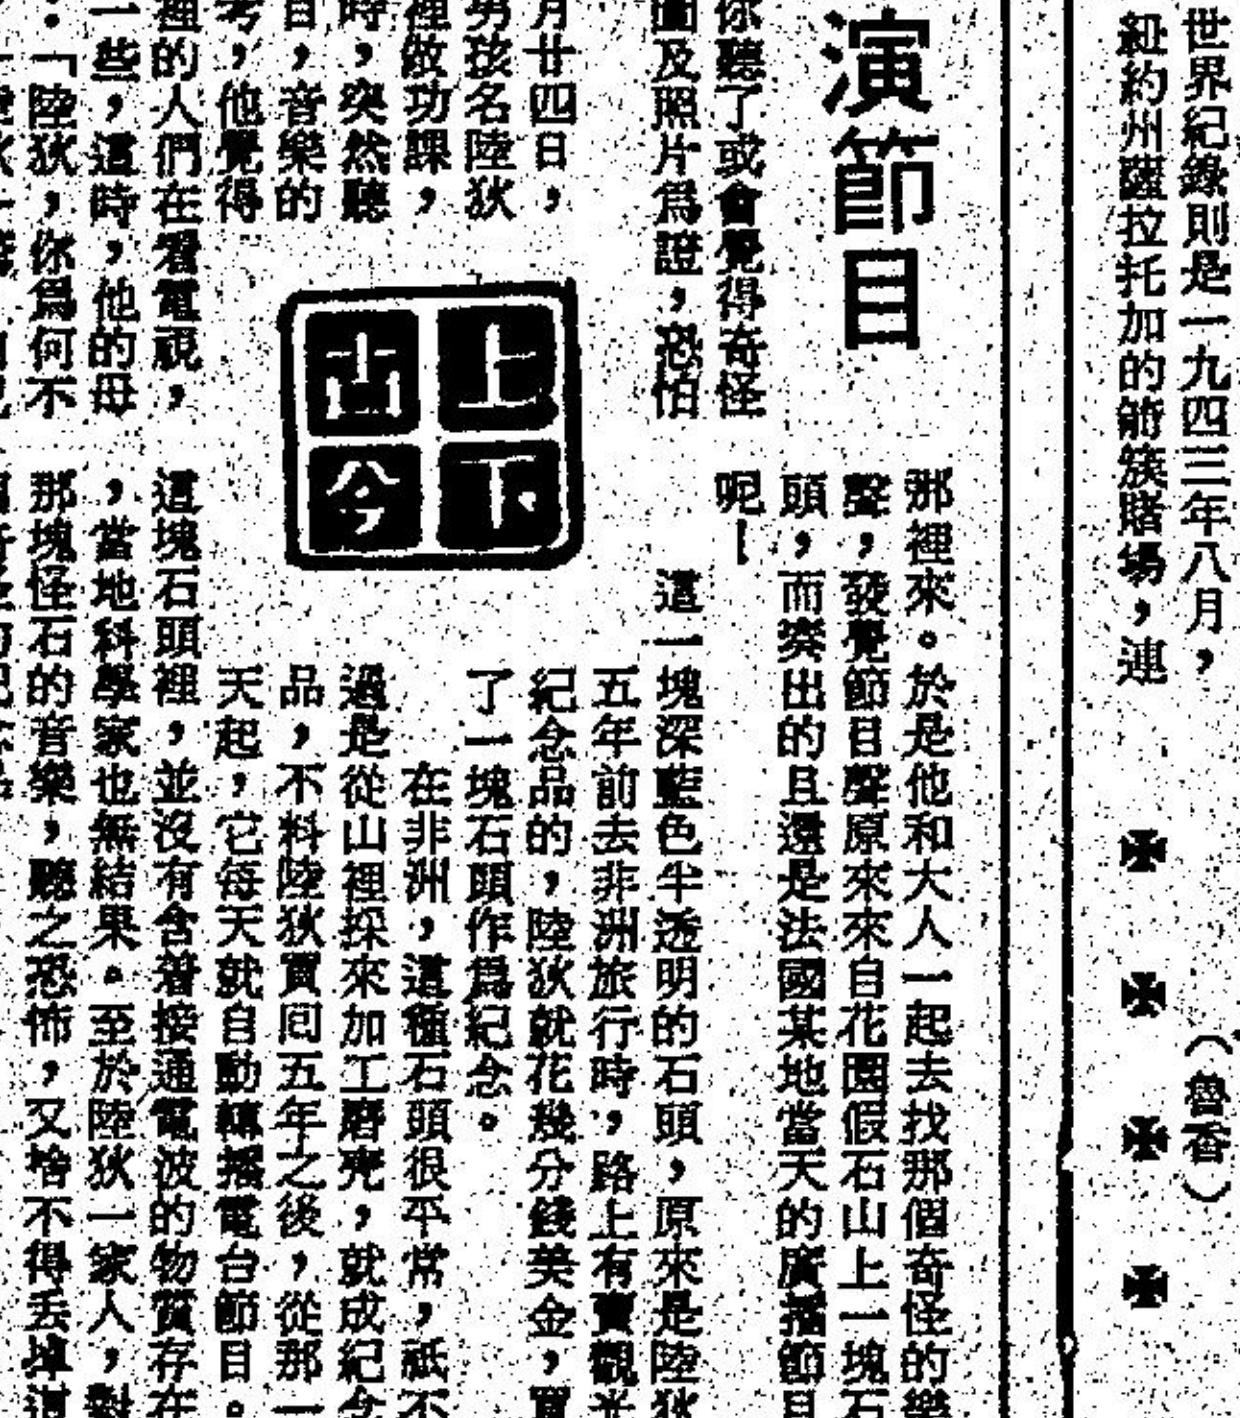 世界紀錄則是一九四三年八月，
紐約州薩拉托加的俯簇賭場，連
（魯香）
演節目
你聽了或會覺得奇怪
圖及照片爲證，恐怕
月廿四日，
男孩名陸狄
裡做功課，
時，突然聽
目，音樂的
考，他覺得
裡的人們在看電視，
一些，這時，他的母
：「陸狄，你爲何不
上古
下今
那裡來。於是他和大人一起去找那個奇怪的樂
聲，發覺節目聲原來來自花園假石山上一塊石
頭，而突出的且還是法國某地當天的廣播節目
呢！
這一塊深藍色半透明的石頭，原來是陸狄
五年前去非洲旅行時，路上有賣觀光
紀念品的，陸狄就花幾分錢美金，買
了一塊石頭作爲紀念。
在非洲，這種石頭很平常，祇不
過是從山裡採來加工磨亮，就成紀念
品，不料陸狄買囘五年之後，從那一
天起，它每天就自動轉播電台節目。
這塊石頭裡，並沒有含着接通電波的物質存在
，當地科學家也無結果。至於陸狄一家人，對
那塊怪石的音樂，聽之恐怖，又捨不得丟掉這